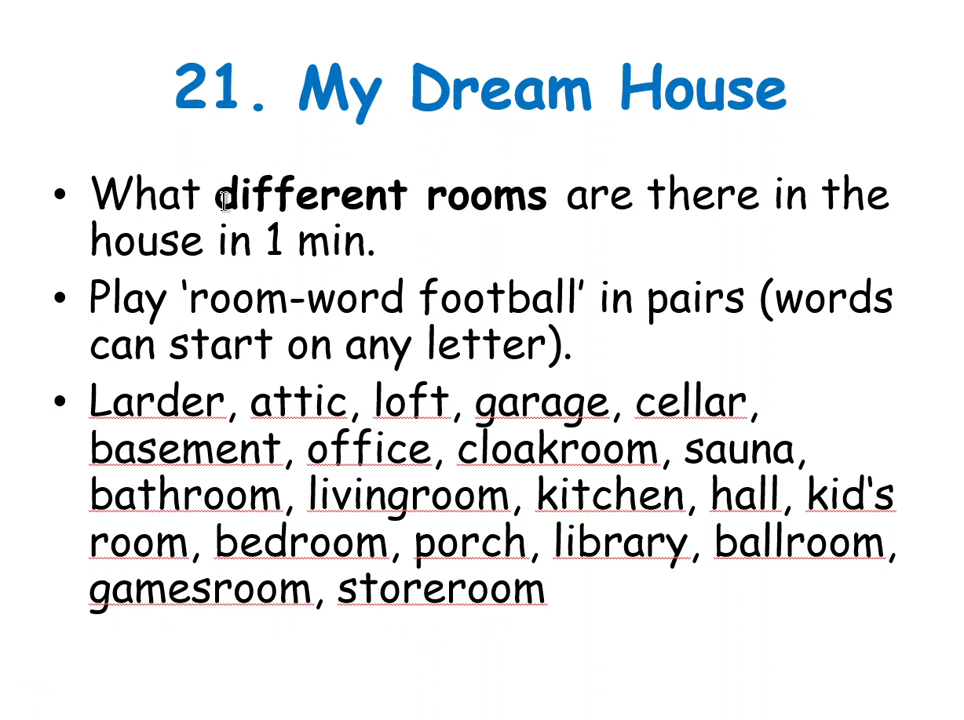 21. My Dream House
• What different rooms are there in the
house in 1 min.
• Play ‘room-word football’ in pairs (words
can start on any letter).
• Larder, attic, loft, garage, cellar,
basement, office, cloakroom, sauna,
bathroom, livingroom, kitchen, hall, kid's
room, bedroom, porch, library, ballroom,
gamesroom, storeroom